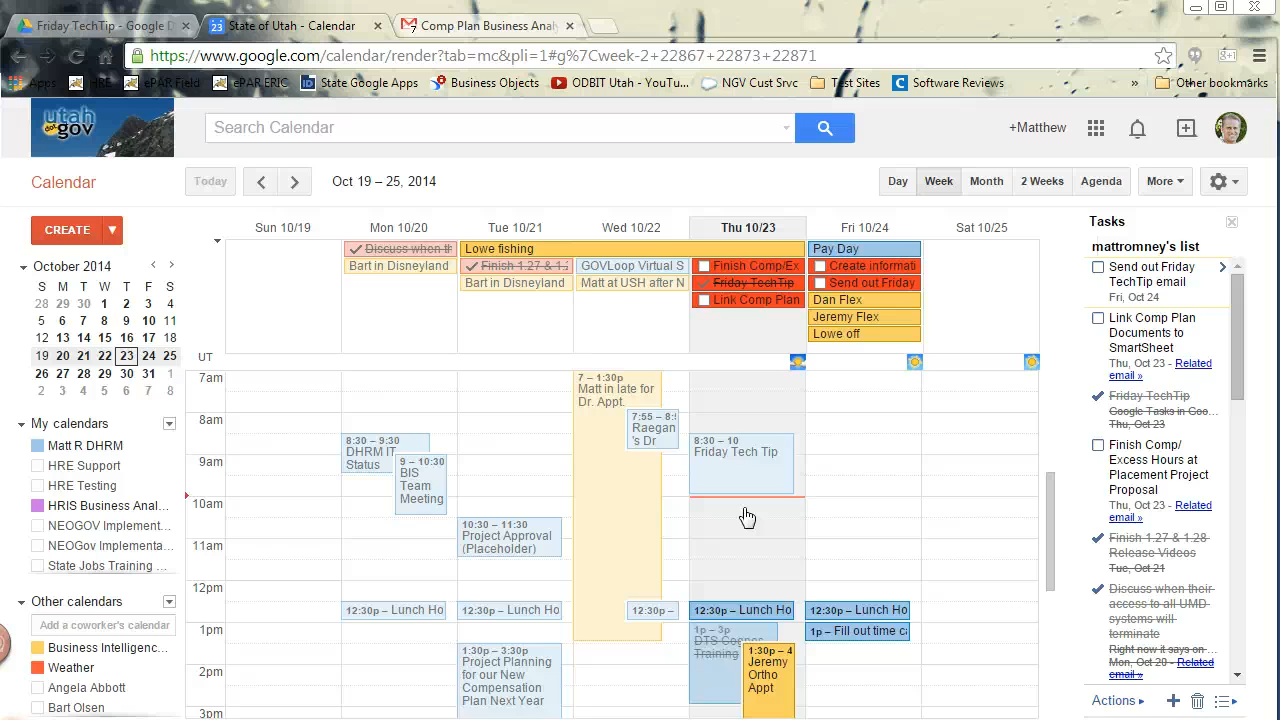 Friday TechTip - Google D
State of Utah - Calendar
Comp Plan Business Analy
https://www.google.com/calendar/render?tab=mc&pli=1#g%7Cweek-2+22867+22873+22871
Apps
HRE
ePAR Field
ePAR ERIC
State Google Apps
Business Objects
ODBIT Utah - YouTu...
NGV Cust Srvc
Test Sites
Software Reviews
»
Other bookmarks
utah
dot
gov
Search Calendar
+Matthew
Calendar
Today
Oct 19 – 25, 2014
Day
Week
Month
2 Weeks
Agenda
More
CREATE
October 2014
S M T W T F S
28 29 30 1 2 3 4
5 6 7 8 9 10 11
12 13 14 15 16 17 18
19 20 21 22 23 24 25
26 27 28 29 30 31 1
2 3 4 5 6 7 8
My calendars
Matt R DHRM
HRE Support
HRE Testing
HRIS Business Anal...
NEOGOV Implement...
NEOGov Implementa...
State Jobs Training ...
Other calendars
Add a coworker's calendar
Business Intelligenc...
Weather
Angela Abbott
Bart Olsen
Sun 10/19
Mon 10/20
Tue 10/21
Wed 10/22
Thu 10/23
Fri 10/24
Sat 10/25
Discuss when th
Lowe fishing
Pay Day
Bart in Disneyland
Finish 1.27 & 1.2
GOVLoop Virtual S
Finish Comp/Ex
Create informati
Bart in Disneyland
Matt at USH after N
Friday TechTip
Send out Friday
Link Comp Plan
Dan Flex
Jeremy Flex
Lowe off
UT
7am
8am
9am
10am
11am
12pm
1pm
2pm
3pm
8:30 – 9:30
DHRM IT
Status
9 – 10:30
BIS
Team
Meeting
12:30p – Lunch Ho
10:30 – 11:30
Project Approval
(Placeholder)
12:30p – Lunch Ho
1:30p – 3:30p
Project Planning
for our New
Compensation
Plan Next Year
7 – 1:30p
Matt in late for
Dr. Appt.
7:55 – 8:5
Raegan
's Dr
12:30p –
8:30 – 10
Friday Tech Tip
12:30p – Lunch Ho
1p – 3p
DTS Cognos
Training
1:30p – 4
Jeremy
Ortho
Appt
12:30p – Lunch Ho
1p – Fill out time ca
Tasks
mattromney's list
Send out Friday
TechTip email
Fri, Oct 24
Link Comp Plan
Documents to
SmartSheet
Thu, Oct 23 - Related
email »
Friday TechTip
Google Tasks in Goo...
Thu, Oct 23
Finish Comp/
Excess Hours at
Placement Project
Proposal
Thu, Oct 23 - Related
email »
Finish 1.27 & 1.28
Release Videos
Tue, Oct 21
Discuss when their
access to all UMD
systems will
terminate
Right now it says on...
Mon, Oct 20 - Related
email »
Actions